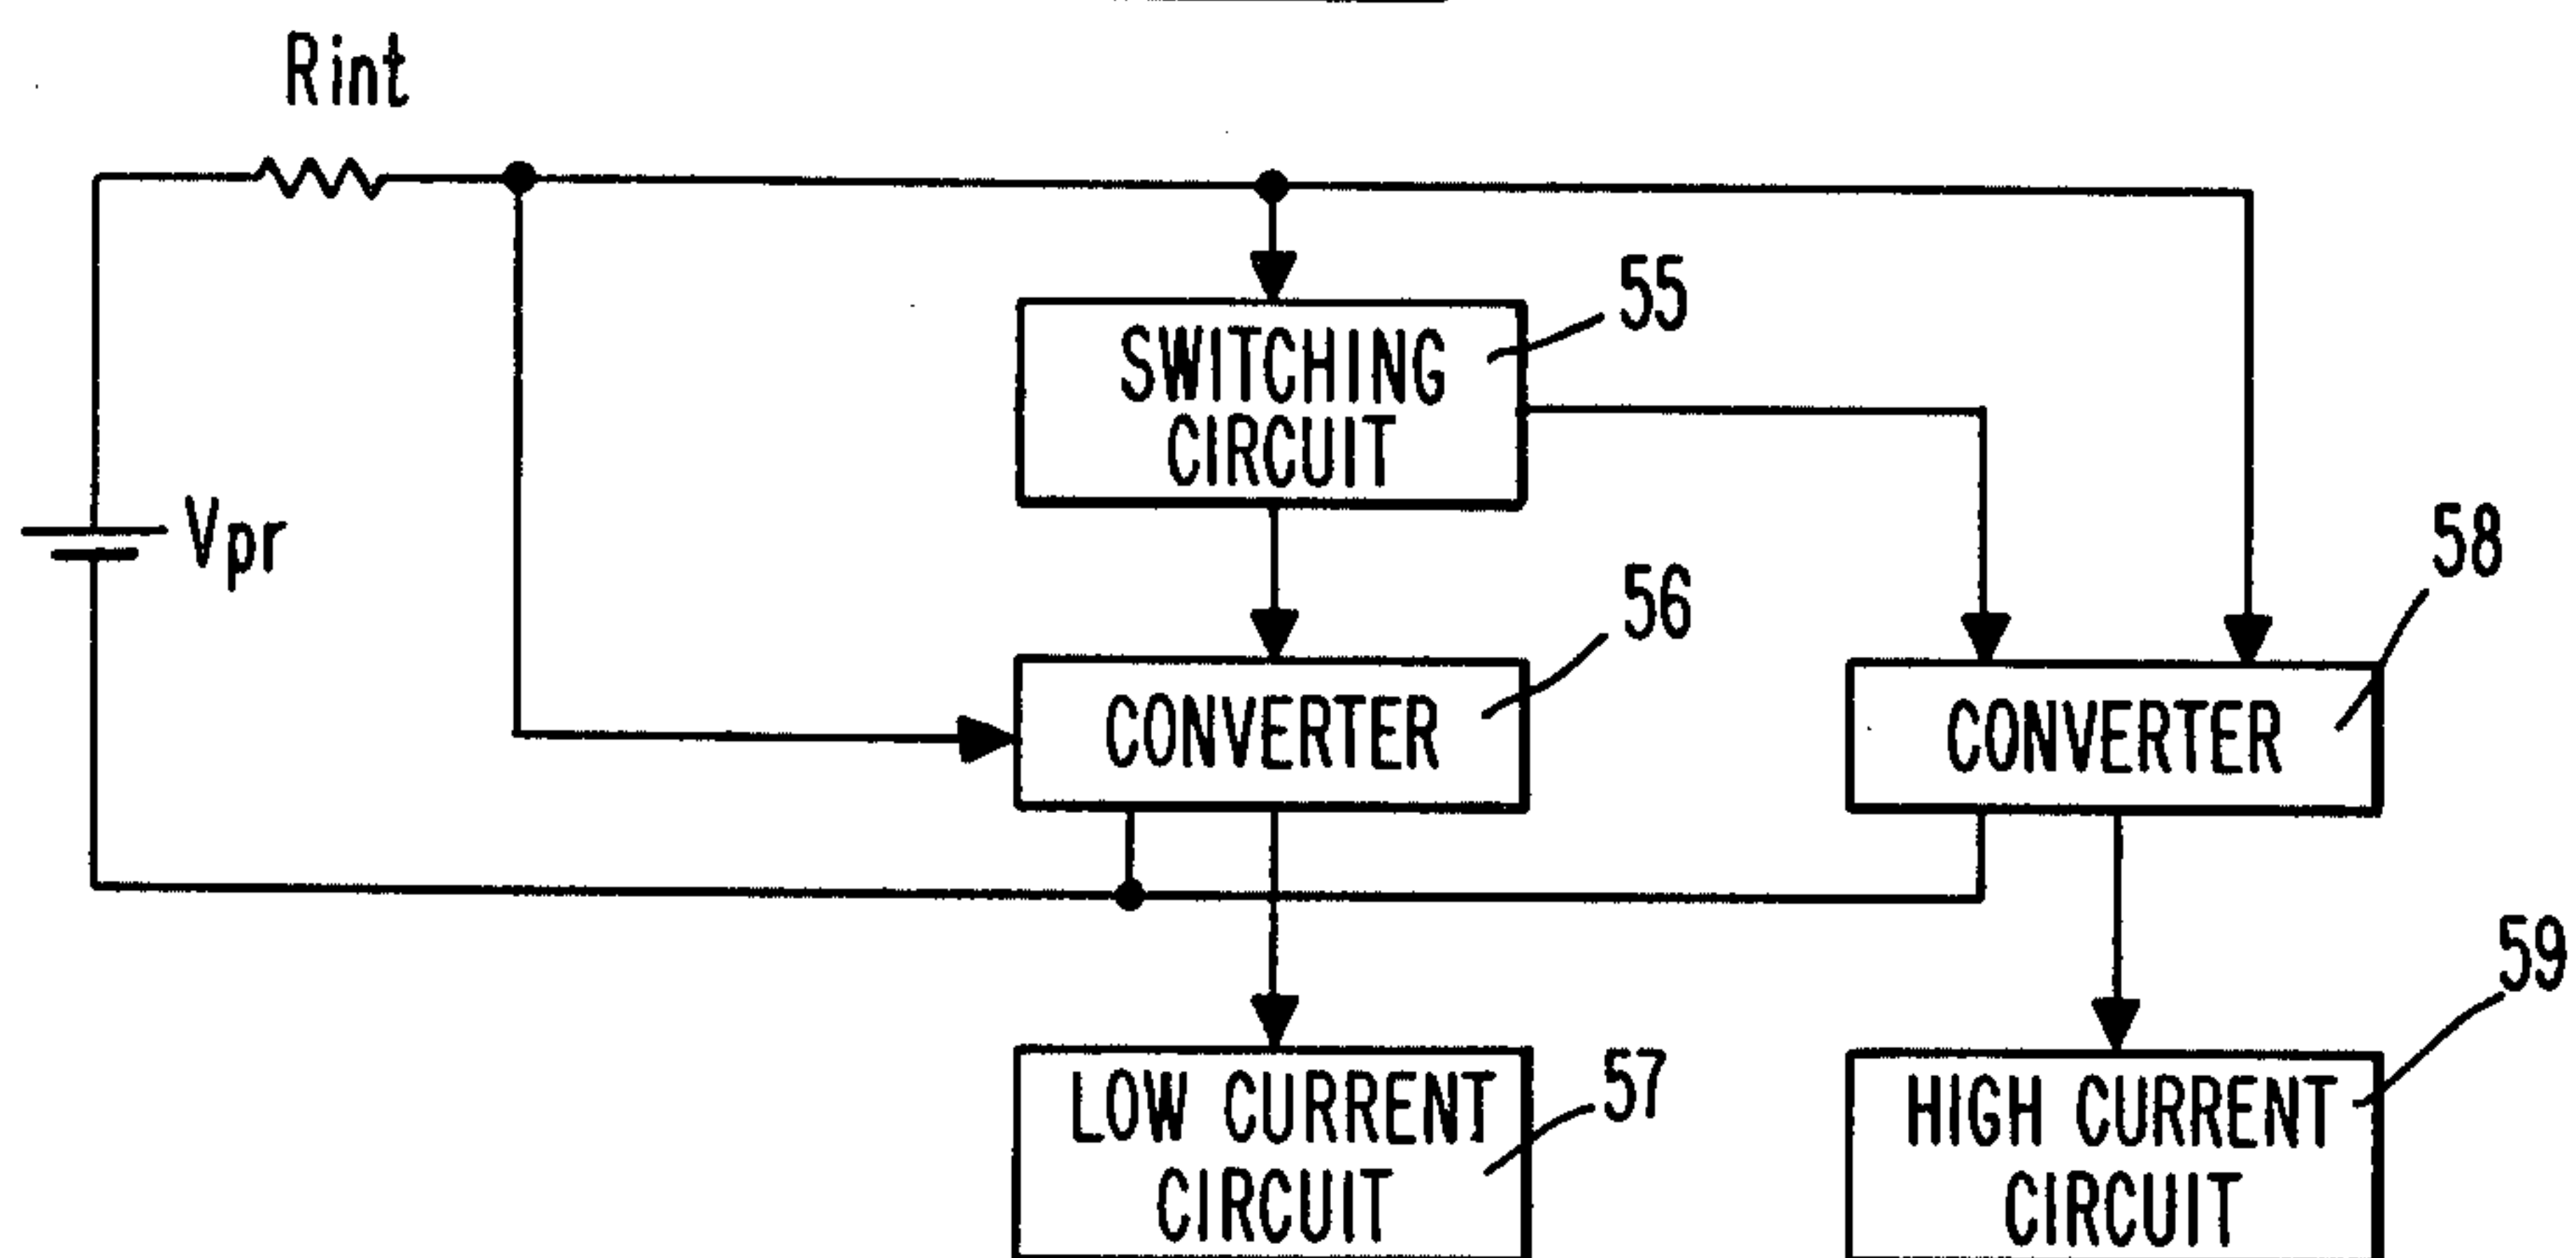 Rint
55
SWITCHING
CIRCUIT
Vpr
58
56
CONVERTER
CONVERTER
59
57
LOW CURRENT
CIRCUIT
HIGH CURRENT
CIRCUIT